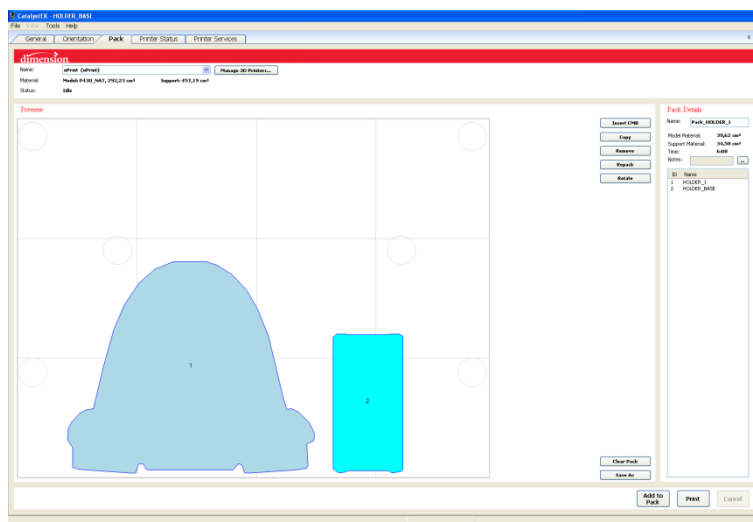 CatalystEX - HOLDER_BASE
File View Tools Help
General Orientation Pack Printer Status Printer Services
dimension
Name: uPrint (uPrint) Manage 3D Printers...
Material: Model: P430_NAT, 292,23 cm³ Support: 457,19 cm³
Status: Idle
Preview
Insert CMB
Copy
Remove
Repack
Rotate
1
2
Clear Pack
Save As
Pack Details
Name: Pack_HOLDER_1
Model Material: 39,62 cm³
Support Material: 34,58 cm³
Time: 6:08
Notes: ...
ID Name
1 HOLDER_1
2 HOLDER_BASE
Add to Pack Print Cancel